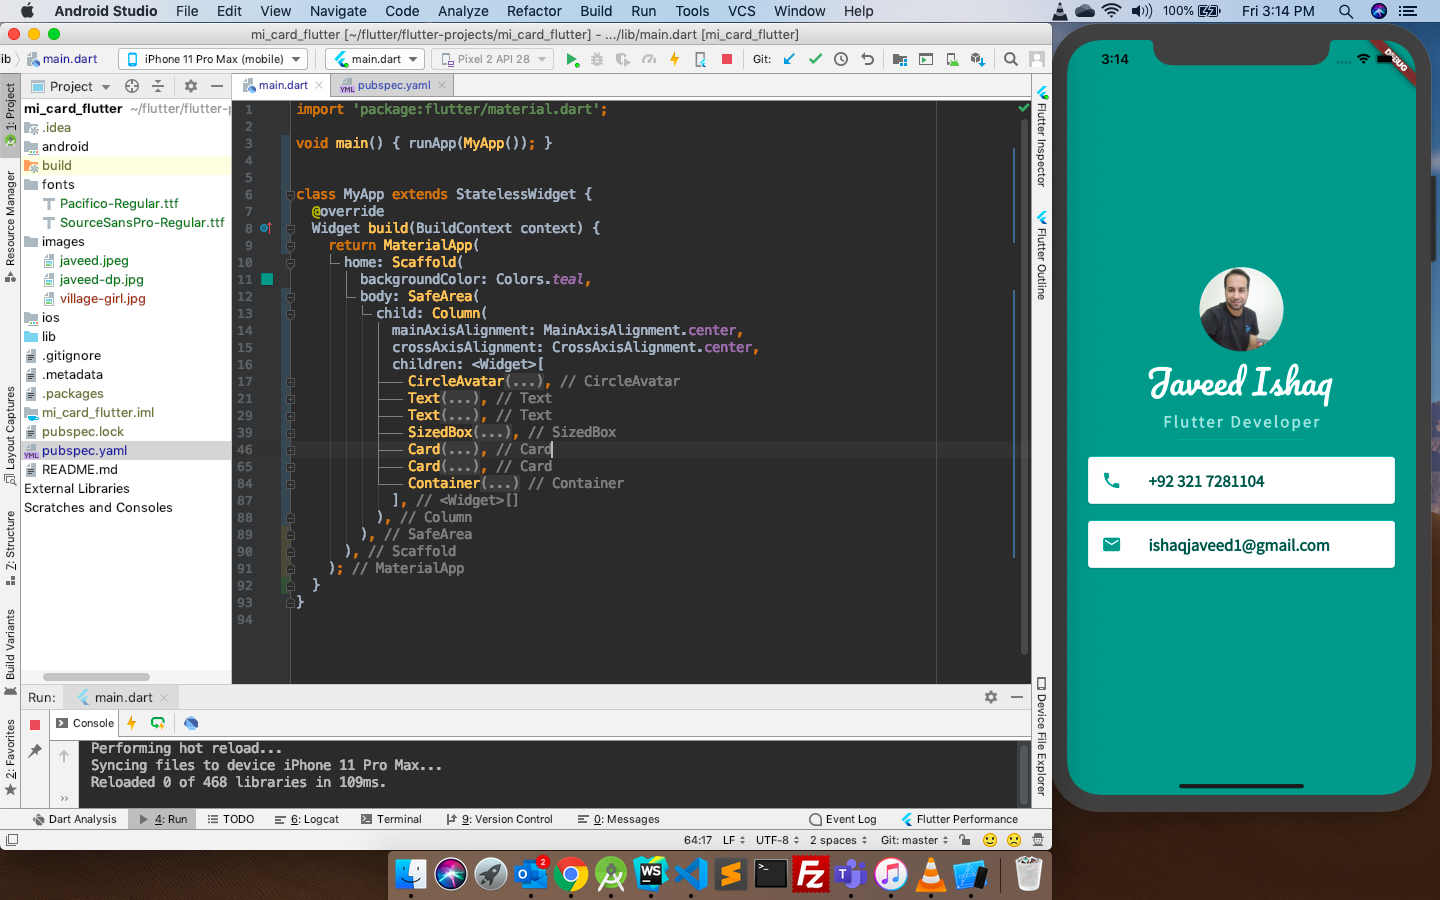 Android Studio File Edit View Navigate Code Analyze Refactor Build Run Tools VCS Window Help 100% Fri 3:14 PM
mi_card_flutter [~/flutter/flutter-projects/mi_card_flutter] - .../lib/main.dart [mi_card_flutter]
ib main.dart iPhone 11 Pro Max (mobile) main.dart Pixel 2 API 28 Git:
Project
main.dart
pubspec.yaml
mi_card_flutter ~/flutter/flutter-p
.idea
android
build
fonts
Pacifico-Regular.ttf
SourceSansPro-Regular.ttf
images
javeed.jpeg
javeed-dp.jpg
village-girl.jpg
ios
lib
.gitignore
.metadata
.packages
mi_card_flutter.iml
pubspec.lock
pubspec.yaml
README.md
External Libraries
Scratches and Consoles
1: Project
Resource Manager
Layout Captures
Z: Structure
Build Variants
2: Favorites
1 import 'package:flutter/material.dart';
2
3 void main() { runApp(MyApp()); }
4
5
6 class MyApp extends StatelessWidget {
7 @override
8 Widget build(BuildContext context) {
9 return MaterialApp(
10 home: Scaffold(
11 backgroundColor: Colors.teal,
12 body: SafeArea(
13 child: Column(
14 mainAxisAlignment: MainAxisAlignment.center,
15 crossAxisAlignment: CrossAxisAlignment.center,
16 children: <Widget>[
17 CircleAvatar(...), // CircleAvatar
21 Text(...), // Text
29 Text(...), // Text
39 SizedBox(...), // SizedBox
46 Card(...), // Card
65 Card(...), // Card
84 Container(...) // Container
87 ], // <Widget>[]
88 ), // Column
89 ), // SafeArea
90 ), // Scaffold
91 ); // MaterialApp
92 }
93 }
94
Flutter Inspector
Flutter Outline
Device File Explorer
Run: main.dart
Console
Performing hot reload...
Syncing files to device iPhone 11 Pro Max...
Reloaded 0 of 468 libraries in 109ms.
Dart Analysis 4: Run TODO 6: Logcat Terminal 9: Version Control 0: Messages Event Log Flutter Performance
64:17 LF UTF-8 2 spaces Git: master
3:14
DEBUG
Javeed Ishaq
Flutter Developer
+92 321 7281104
ishaqjaveed1@gmail.com
2
WS
>_
Fz